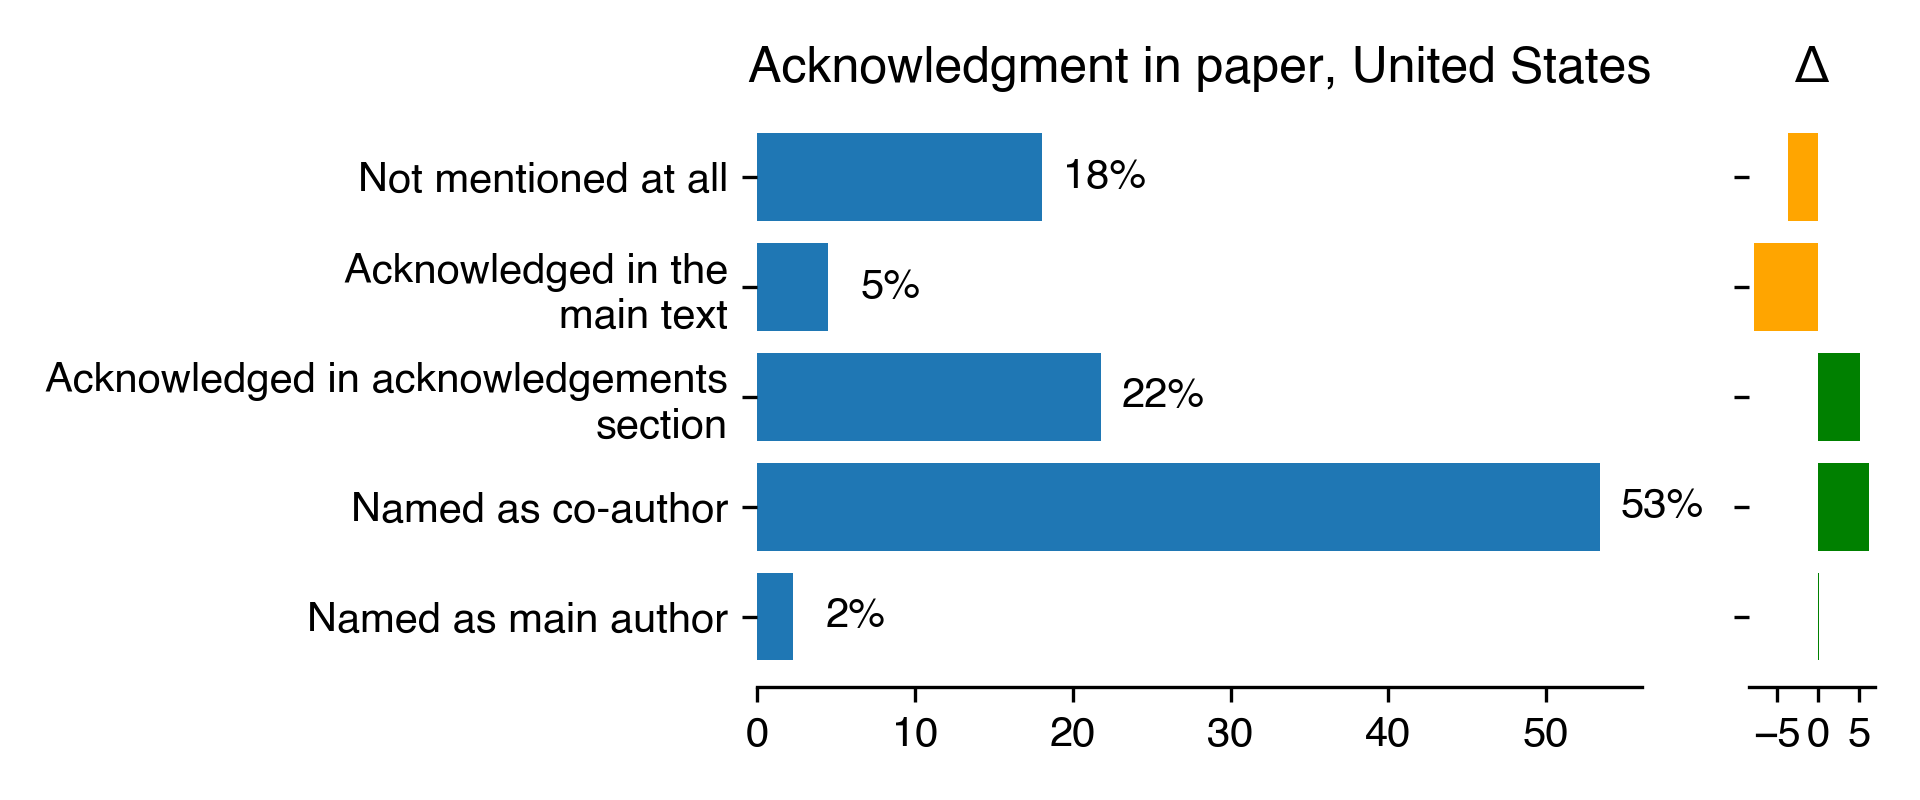 Acknowledgment in paper, United States
Δ
Not mentioned at all
18%
Acknowledged in the
main text
5%
Acknowledged in acknowledgements
section
22%
Named as co-author
53%
Named as main author
2%
0 10 20 30 40 50
−5 0 5